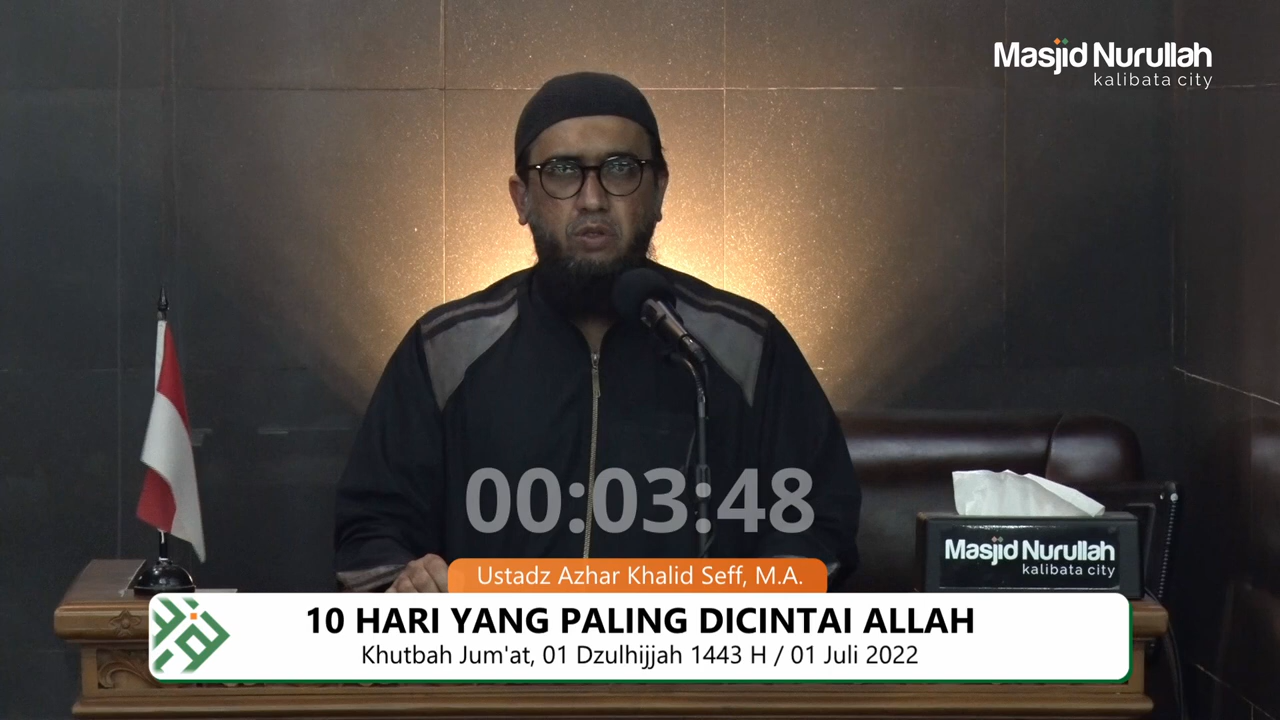 Masjid Nurullah
kalibata city
00:03:48
Masjid Nurullah
kalibata city
Ustadz Azhar Khalid Seff, M.A.
10 HARI YANG PALING DICINTAI ALLAH
Khutbah Jum'at, 01 Dzulhijjah 1443 H / 01 Juli 2022